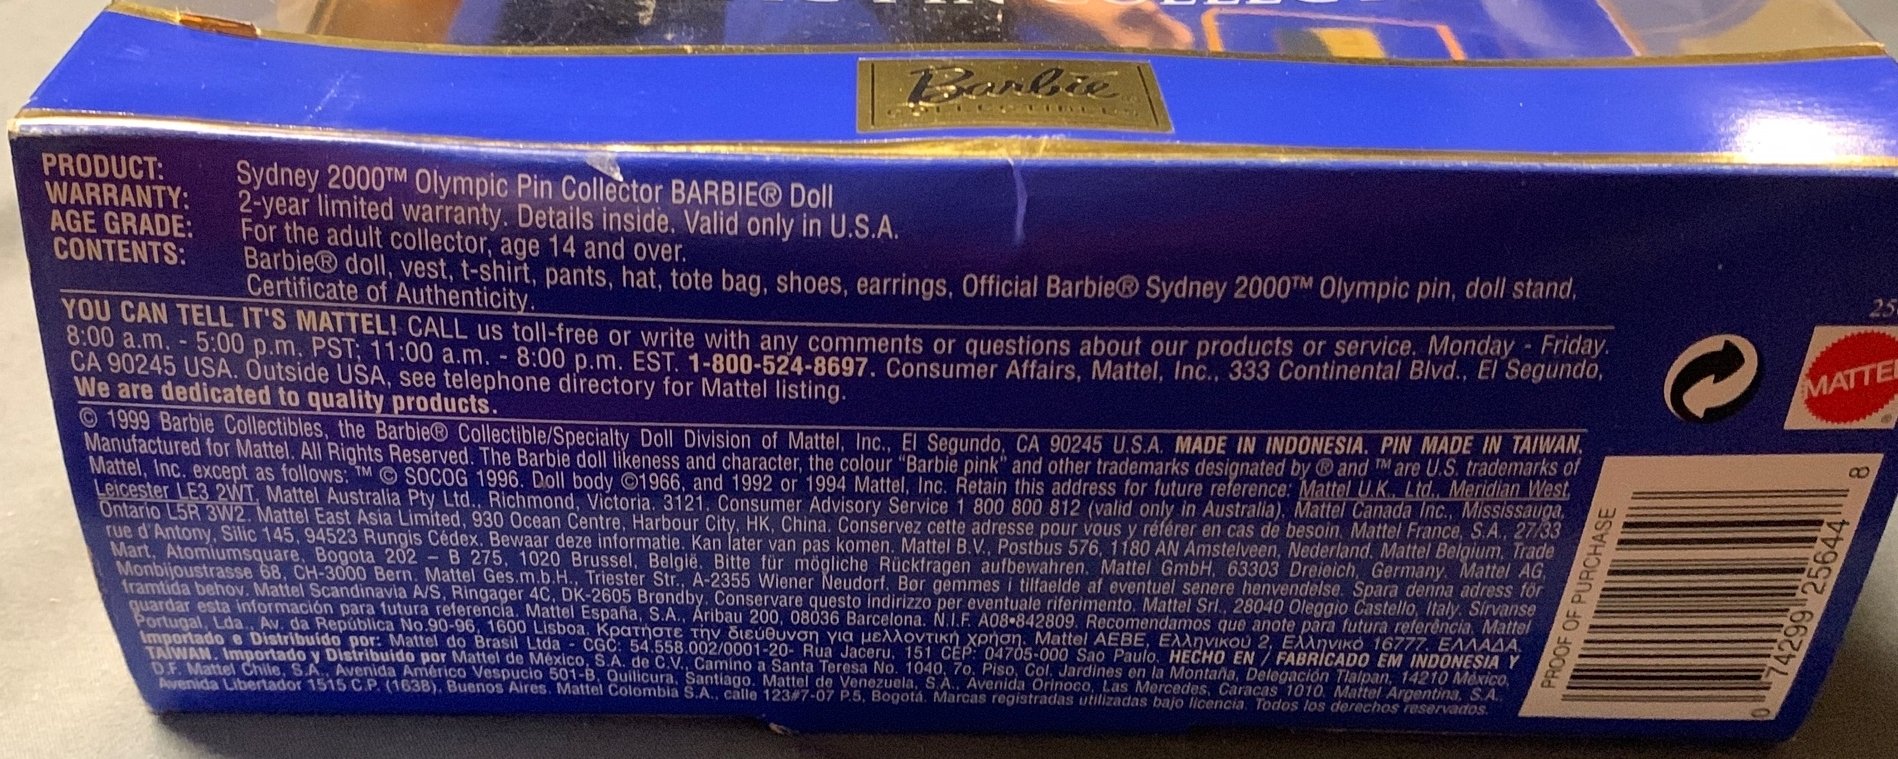 PIN COLLECT
Barbie
COLLECTIBLES
PRODUCT: Sydney 2000™ Olympic Pin Collector BARBIE® Doll
WARRANTY: 2-year limited warranty. Details inside. Valid only in U.S.A.
AGE GRADE: For the adult collector, age 14 and over.
CONTENTS: Barbie® doll, vest, t-shirt, pants, hat, tote bag, shoes, earrings, Official Barbie® Sydney 2000™ Olympic pin, doll stand,
Certificate of Authenticity.
YOU CAN TELL IT'S MATTEL! CALL us toll-free or write with any comments or questions about our products or service. Monday - Friday.
8:00 a.m. - 5:00 p.m. PST; 11:00 a.m. - 8:00 p.m. EST. 1-800-524-8697. Consumer Affairs, Mattel, Inc., 333 Continental Blvd., El Segundo,
CA 90245 USA. Outside USA, see telephone directory for Mattel listing.
We are dedicated to quality products.
© 1999 Barbie Collectibles, the Barbie® Collectible/Specialty Doll Division of Mattel, Inc., El Segundo, CA 90245 U.S.A. MADE IN INDONESIA. PIN MADE IN TAIWAN.
Manufactured for Mattel. All Rights Reserved. The Barbie doll likeness and character, the colour "Barbie pink" and other trademarks designated by ® and ™ are U.S. trademarks of
Mattel, Inc. except as follows: ™ © SOCOG 1996. Doll body ©1966, and 1992 or 1994 Mattel, Inc. Retain this address for future reference: Mattel U.K., Ltd., Meridian West,
Leicester LE3 2WT. Mattel Australia Pty Ltd., Richmond, Victoria. 3121. Consumer Advisory Service 1 800 800 812 (valid only in Australia). Mattel Canada Inc., Mississauga,
Ontario L5R 3W2. Mattel East Asia Limited, 930 Ocean Centre, Harbour City, HK, China. Conservez cette adresse pour vous y référer en cas de besoin. Mattel France, S.A., 27/33
rue d'Antony, Silic 145, 94523 Rungis Cédex. Bewaar deze informatie. Kan later van pas komen. Mattel B.V., Postbus 576, 1180 AN Amstelveen, Nederland. Mattel Belgium, Trade
Mart, Atomiumsquare, Bogota 202 – B 275, 1020 Brussel, België. Bitte für mögliche Rückfragen aufbewahren. Mattel GmbH, 63303 Dreieich, Germany. Mattel AG,
Monbijoustrasse 68, CH-3000 Bern. Mattel Ges.m.b.H., Triester Str., A-2355 Wiener Neudorf. Bør gemmes i tilfaelde af eventuel senere henvendelse. Spara denna adress för
framtida behov. Mattel Scandinavia A/S, Ringager 4C, DK-2605 Brøndby. Conservare questo indirizzo per eventuale riferimento. Mattel Srl., 28040 Oleggio Castello, Italy. Sírvanse
guardar esta información para futura referencia. Mattel España, S.A., Aribau 200, 08036 Barcelona. N.I.F. A08•842809. Recomendamos que anote para futura referência. Mattel
Portugal, Lda., Av. da República No.90-96, 1600 Lisboa. Κρατήστε την διεύθυνση για μελλοντική χρήση. Mattel AEBE, Ελληνικού 2, Ελληνικό 16777. ΕΛΛΑΔΑ.
Importado e Distribuido por: Mattel do Brasil Ltda - CGC: 54.558.002/0001-20- Rua Jaceru, 151 CEP: 04705-000 Sao Paulo. HECHO EN / FABRICADO EM INDONESIA Y
TAIWAN. Importado y Distribuido por Mattel de México, S.A. de C.V., Camino a Santa Teresa No. 1040, 7o. Piso, Col. Jardines en la Montaña, Delegación Tlalpan, 14210 México,
D.F. Mattel Chile, S.A., Avenida Américo Vespucio 501-B, Quilicura, Santiago. Mattel de Venezuela, S.A., Avenida Orinoco, Las Mercedes, Caracas 1010. Mattel Argentina, S.A.,
Avenida Libertador 1515 C.P. (1638), Buenos Aires. Mattel Colombia S.A., calle 123#7-07 P.5, Bogotá. Marcas registradas utilizadas bajo licencia. Todos los derechos reservados.
25
MATTEL
PROOF OF PURCHASE
0 74299 25644 8